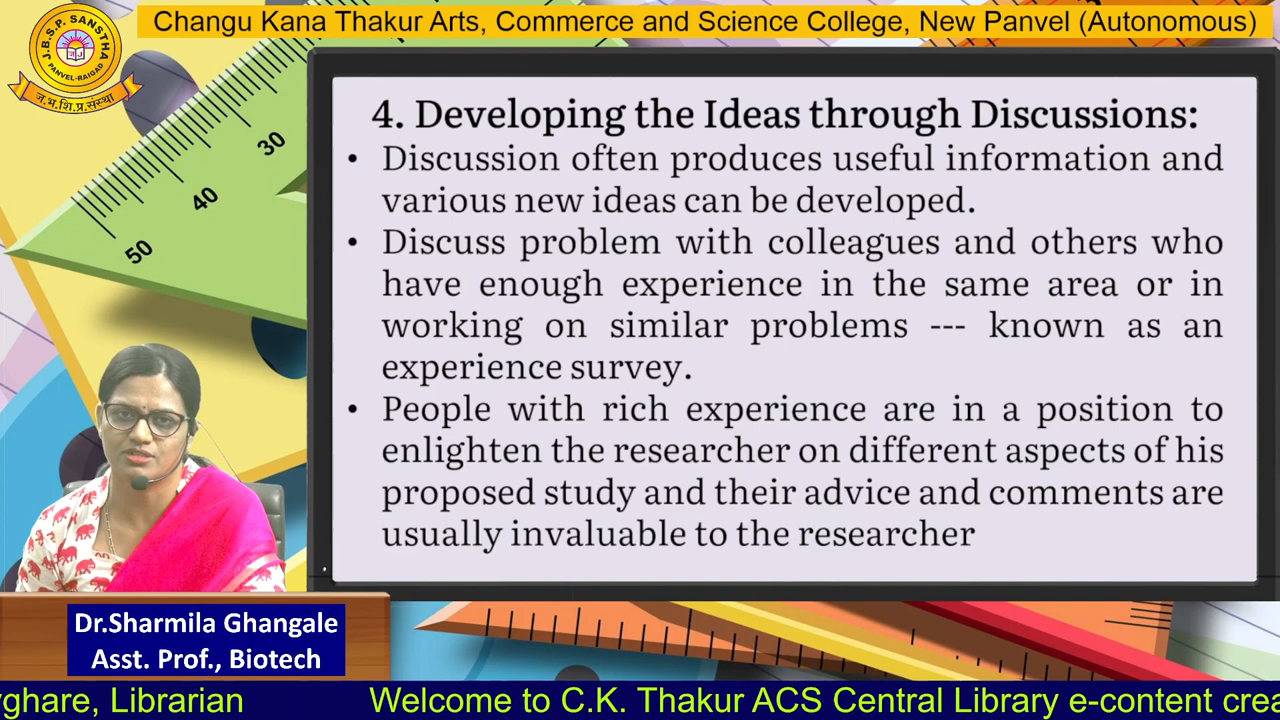 Changu Kana Thakur Arts, Commerce and Science College, New Panvel (Autonomous)
J.B.S.P. SANSTHA
PANVEL-RAIGAD
ज.भ.शि.प्र.संस्था
30
40
50
4. Developing the Ideas through Discussions:
• Discussion often produces useful information and
various new ideas can be developed.
• Discuss problem with colleagues and others who
have enough experience in the same area or in
working on similar problems --- known as an
experience survey.
• People with rich experience are in a position to
enlighten the researcher on different aspects of his
proposed study and their advice and comments are
usually invaluable to the researcher
Dr.Sharmila Ghangale
Asst. Prof., Biotech
yghare, Librarian Welcome to C.K. Thakur ACS Central Library e-content crea